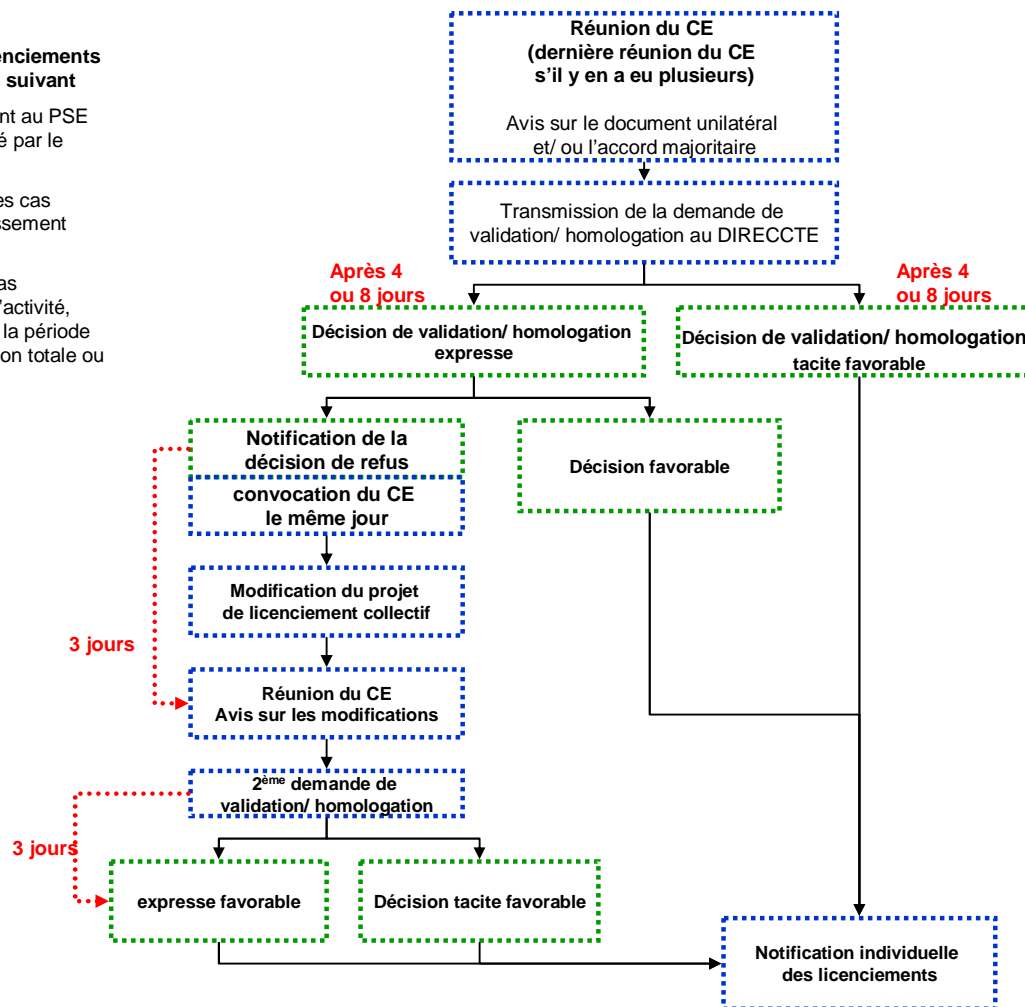 enciements
suivant
nt au PSE
é par le
es cas
ssement
as
'activité,
la période
on totale ou
Réunion du CE
(dernière réunion du CE
s'il y en a eu plusieurs)
Avis sur le document unilatéral
et/ ou l'accord majoritaire
Transmission de la demande de
validation/ homologation au DIRECCTE
Après 4
ou 8 jours
Après 4
ou 8 jours
Décision de validation/ homologation
expresse
Décision de validation/ homologation
tacite favorable
Notification de la
décision de refus
Décision favorable
convocation du CE
le même jour
Modification du projet
de licenciement collectif
3 jours
Réunion du CE
Avis sur les modifications
2ème demande de
validation/ homologation
3 jours
expresse favorable
Décision tacite favorable
Notification individuelle
des licenciements